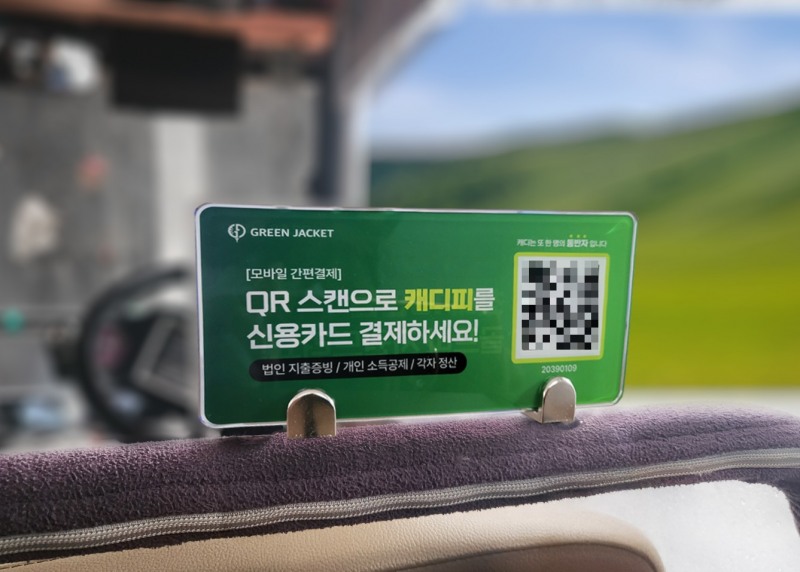 GREEN JACKET
[모바일 간편결제]
QR 스캔으로 캐디피를
신용카드 결제하세요!
법인 지출증빙 / 개인 소득공제 / 각자 정산
캐디는 또 한 명의 동반자 입니다
20390109